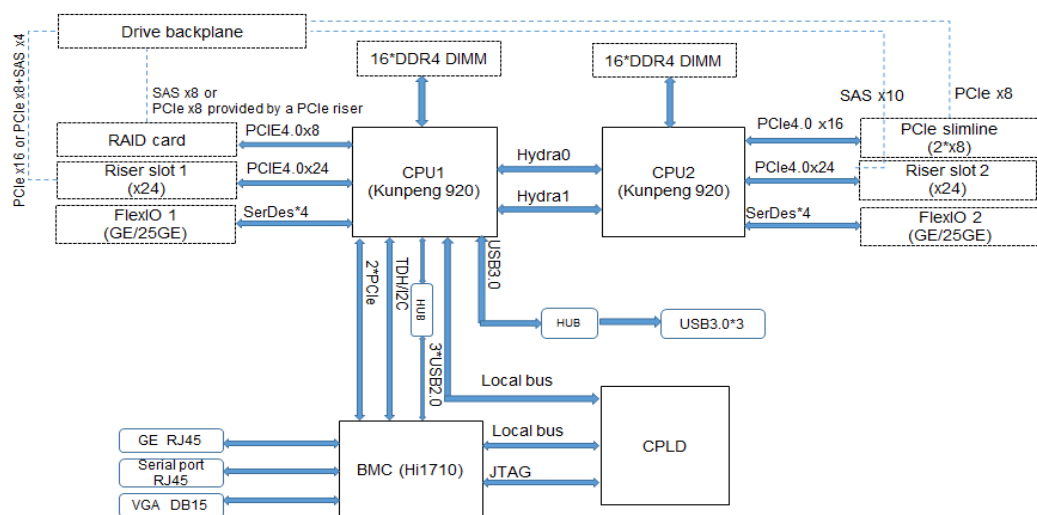 Drive backplane
16*DDR4 DIMM
16*DDR4 DIMM
PCIe x16 or PCIe x8+SAS x4
SAS x8 or
PCIe x8 provided by a PCIe riser
SAS x10
PCIe x8
RAID card
PCIE4.0x8
Riser slot 1
(x24)
PCIE4.0x24
FlexIO 1
(GE/25GE)
SerDes*4
CPU1
(Kunpeng 920)
Hydra0
Hydra1
CPU2
(Kunpeng 920)
PCIe4.0 x16
PCIe slimline
(2*x8)
PCIe4.0x24
Riser slot 2
(x24)
SerDes*4
FlexIO 2
(GE/25GE)
2*PCIe
TDH/I2C
HUB
3*USB2.0
USB3.0
HUB
USB3.0*3
Local bus
Local bus
JTAG
CPLD
GE RJ45
Serial port
RJ45
VGA DB15
BMC (Hi1710)